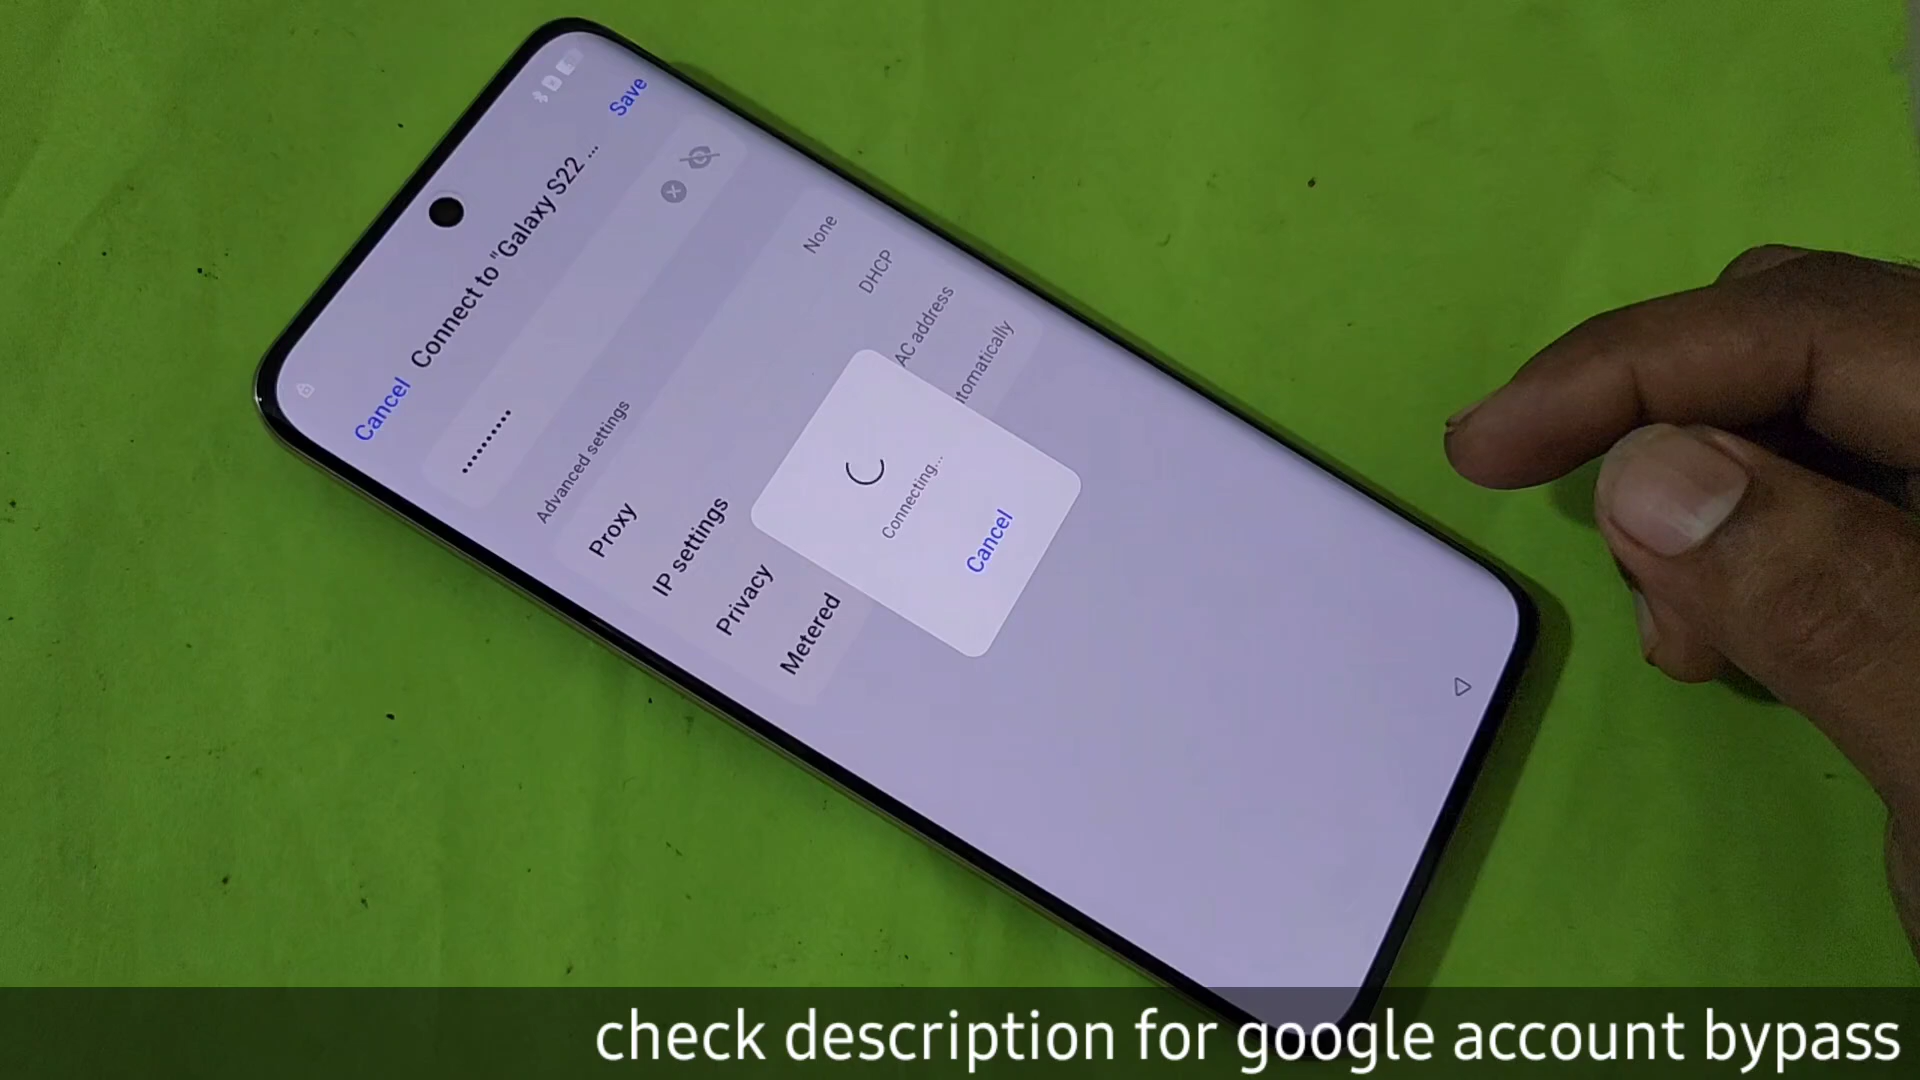 Cancel Connect to "Galaxy S22 ... Save
••••••••••
Advanced settings
Proxy None
IP settings DHCP
Privacy AC address
Metered utomatically
Connecting...
Cancel
check description for google account bypass